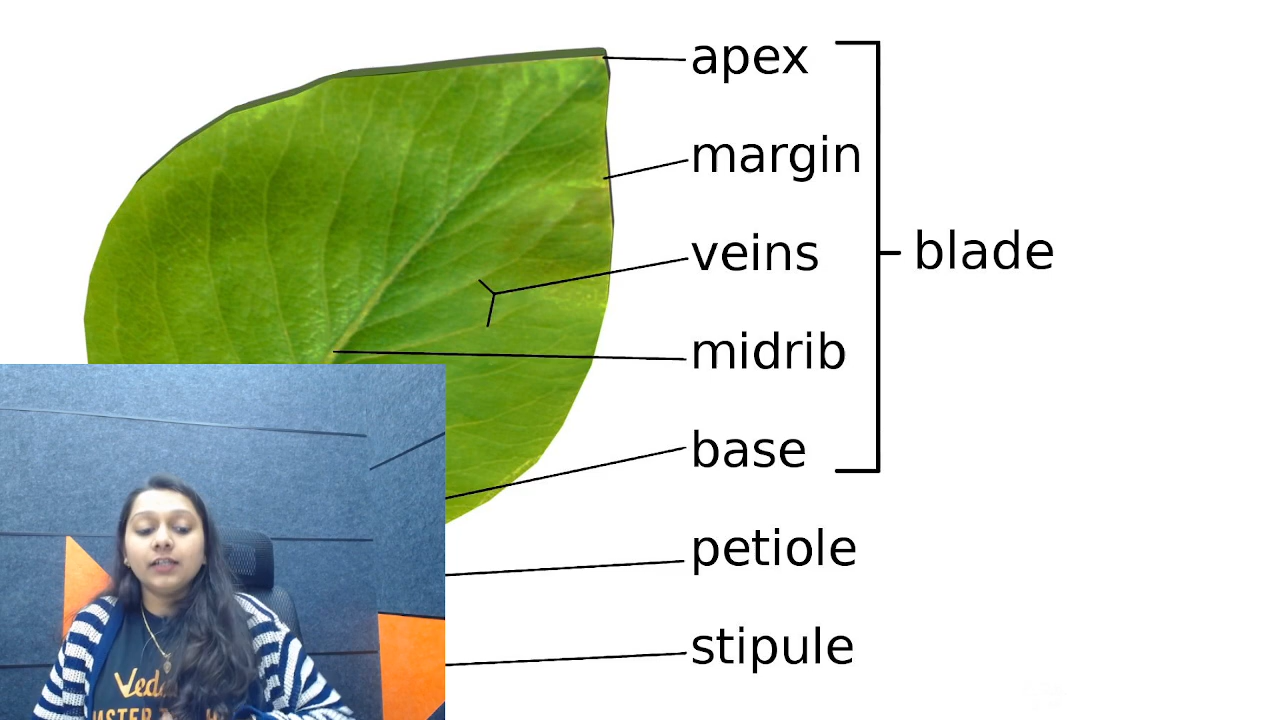 apex
margin
veins
blade
midrib
base
petiole
stipule